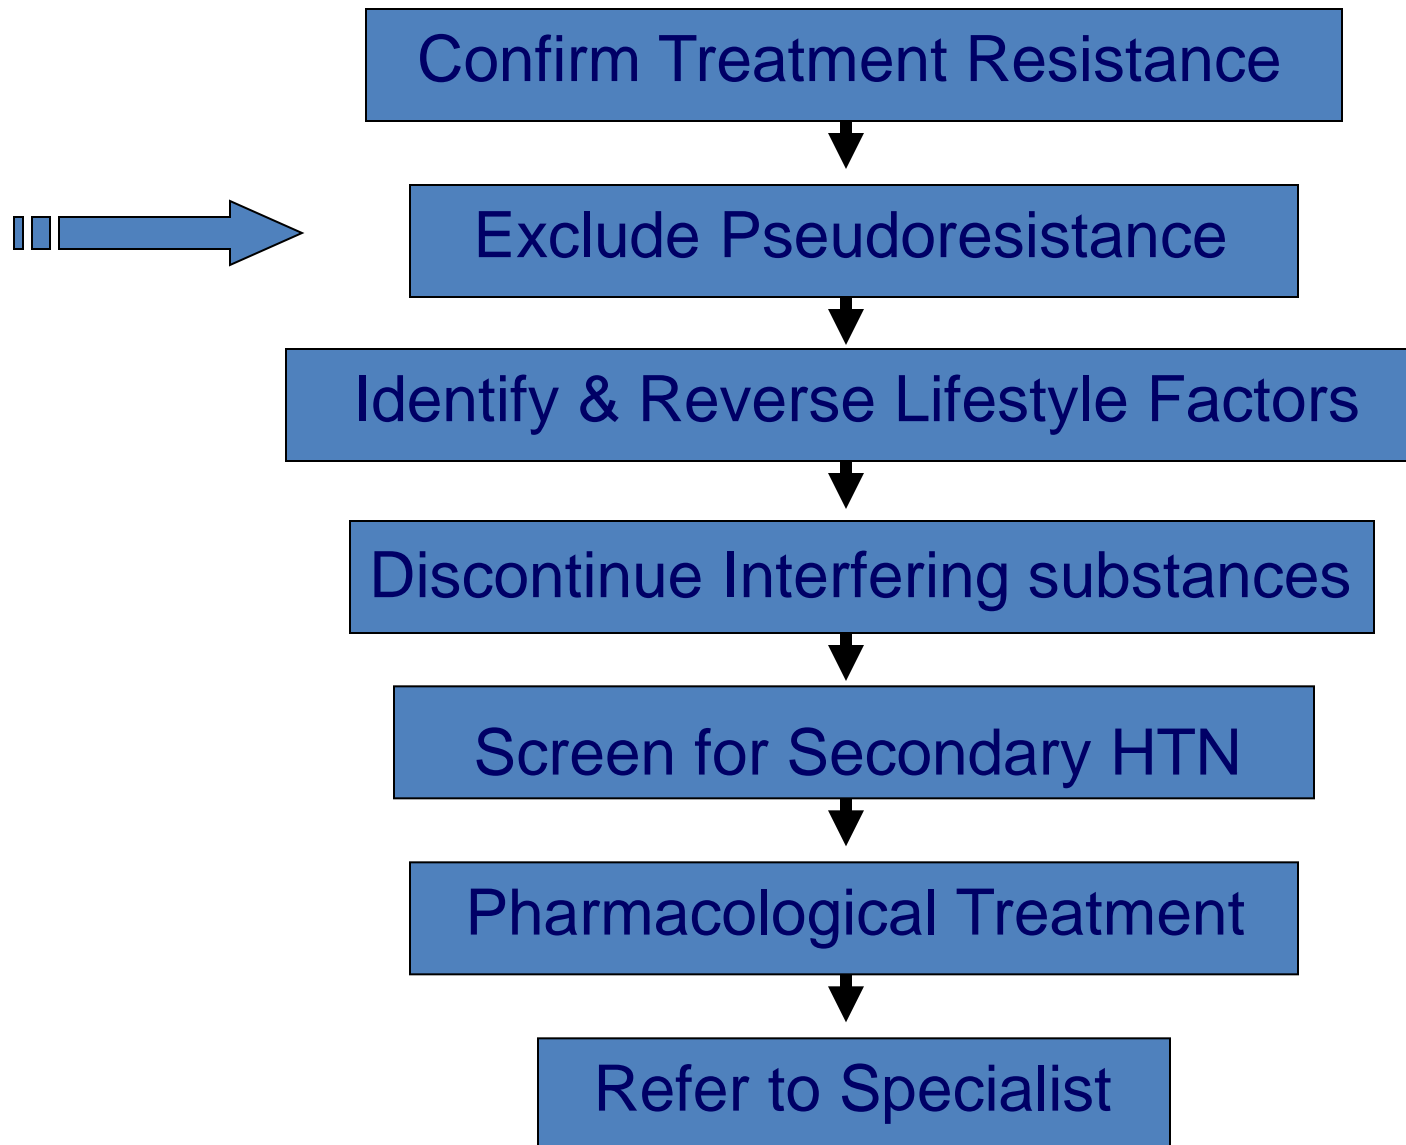 Confirm Treatment Resistance
Exclude Pseudoresistance
Identify & Reverse Lifestyle Factors
Discontinue Interfering substances
Screen for Secondary HTN
Pharmacological Treatment
Refer to Specialist